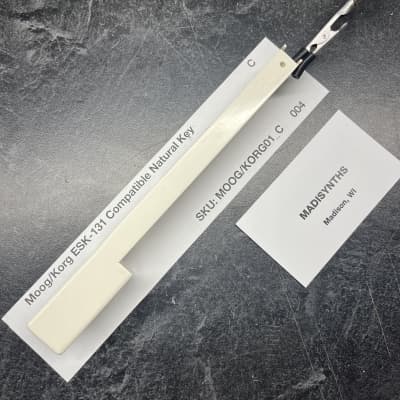 Moog/Korg ESK-131 Compatible Natural Key
C
SKU: MOOG/KORG01_C
004
MADISYNTHS
Madison, WI